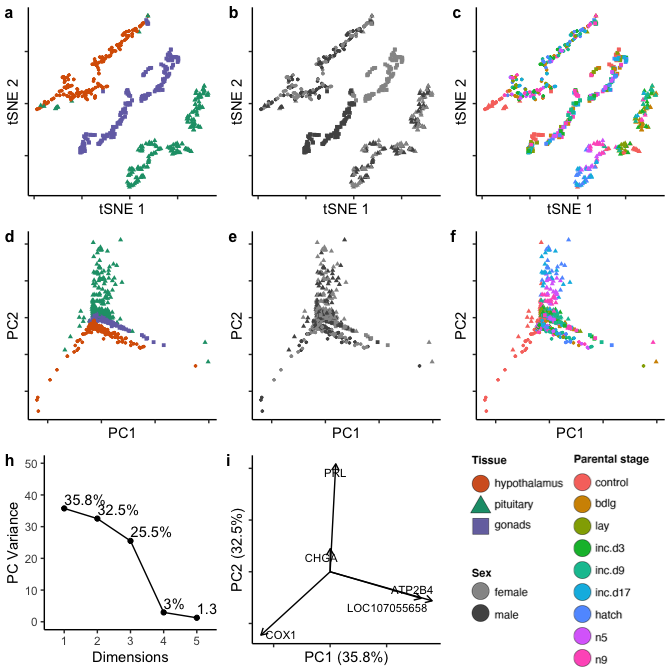 a
b
c
tSNE 2
tSNE 2
tSNE 2
tSNE 1
tSNE 1
tSNE 1
d
e
f
PC2
PC2
PC2
PC1
PC1
PC1
h
PC Variance
50
40
30
20
10
0
35.8%
32.5%
25.5%
3%
1.3
1 2 3 4 5
Dimensions
i
PC2 (32.5%)
PRL
CHGA
ATP2B4
LOC107055658
COX1
PC1 (35.8%)
Tissue
hypothalamus
pituitary
gonads
Sex
female
male
Parental stage
control
bdlg
lay
inc.d3
inc.d9
inc.d17
hatch
n5
n9